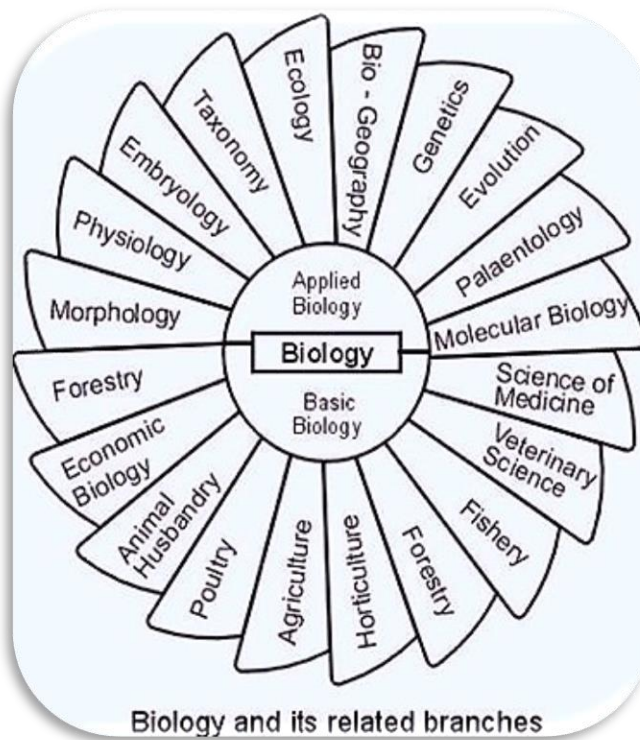 Morphology
Physiology
Embryology
Taxonomy
Ecology
Bio - Geography
Genetics
Evolution
Palaentology
Molecular Biology
Applied
Biology
Biology
Basic
Biology
Science of
Medicine
Veterinary
Science
Fishery
Forestry
Horticulture
Agriculture
Poultry
Animal
Husbandry
Economic
Biology
Forestry
Biology and its related branches